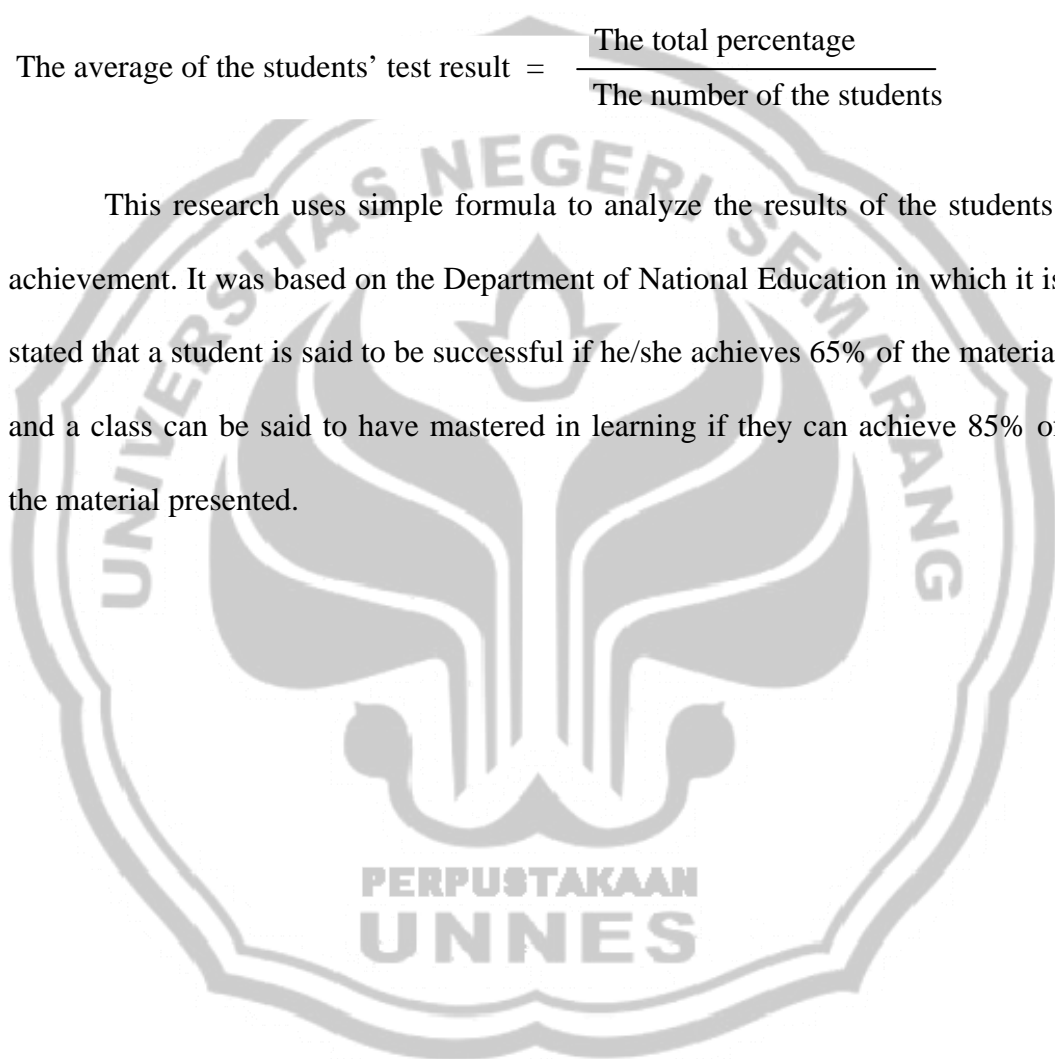 The total percentage
The average of the students’ test result =
The number of the students
UNIVERSITAS NEGERI SEMARANG
This research uses simple formula to analyze the results of the students
achievement. It was based on the Department of National Education in which it is
stated that a student is said to be successful if he/she achieves 65% of the material
and a class can be said to have mastered in learning if they can achieve 85% of
the material presented.
PERPUSTAKAAN
UNNES